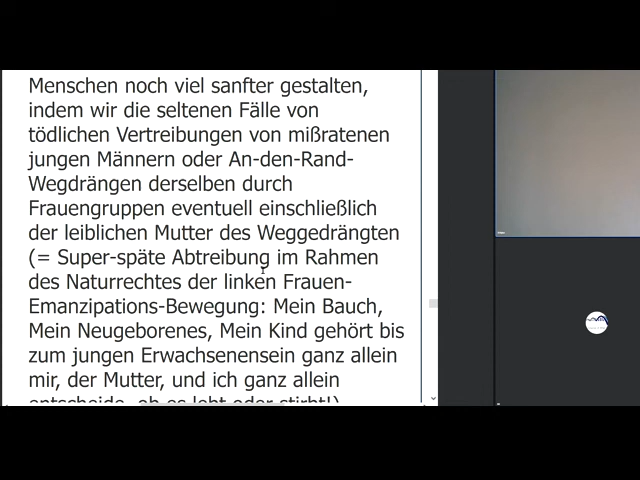 Menschen noch viel sanfter gestalten,
indem wir die seltenen Fälle von
tödlichen Vertreibungen von mißratenen
jungen Männern oder An-den-Rand-
Wegdrängen derselben durch
Frauengruppen eventuell einschließlich
der leiblichen Mutter des Weggedrängten
(= Super-späte Abtreibung im Rahmen
des Naturrechtes der linken Frauen-
Emanzipations-Bewegung: Mein Bauch,
Mein Neugeborenes, Mein Kind gehört bis
zum jungen Erwachsenensein ganz allein
mir, der Mutter, und ich ganz allein
entscheide, ob es lebt oder stirbt!)